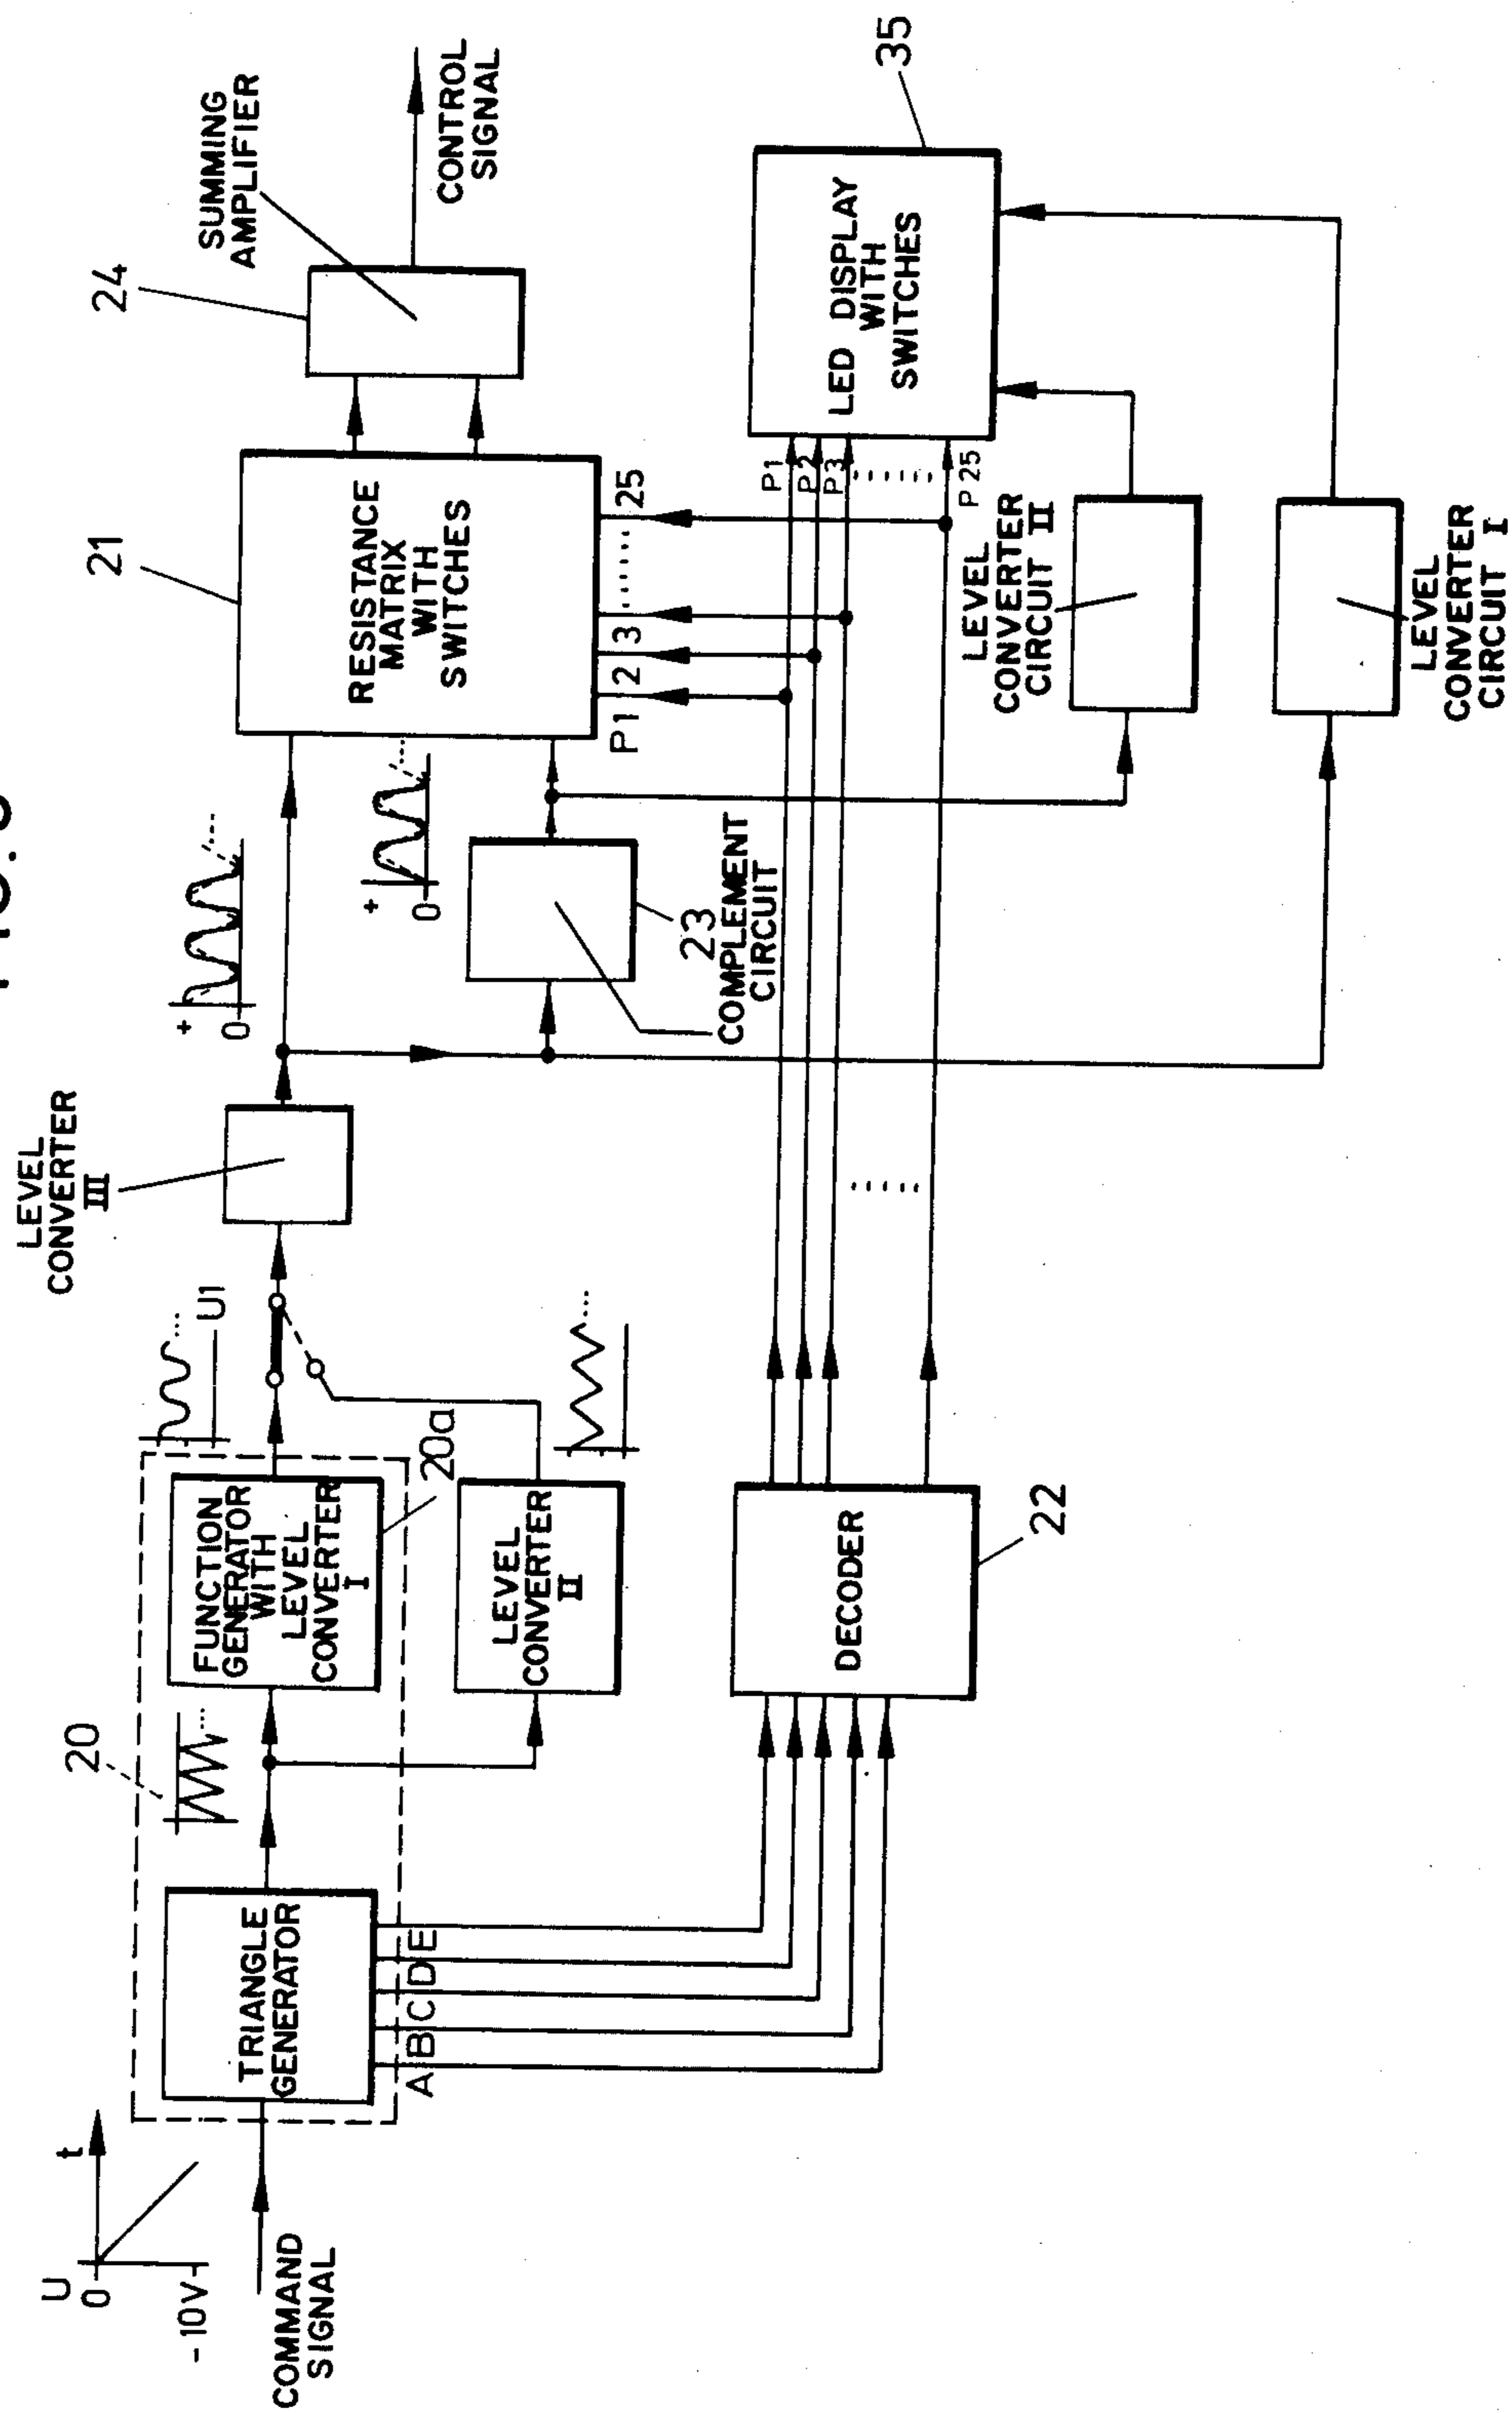 U
0
t
-10V
COMMAND
SIGNAL
TRIANGLE
GENERATOR
A B C D E
20
FUNCTION
GENERATOR
WITH
LEVEL
CONVERTER
I
20a
U1
LEVEL
CONVERTER
II
LEVEL
CONVERTER
III
+
0
+
0
23
COMPLEMENT
CIRCUIT
21
RESISTANCE
MATRIX
WITH
SWITCHES
P1 2 3 ...... 25
24
SUMMING
AMPLIFIER
CONTROL
SIGNAL
DECODER
22
P1
P2
P3
P25
LED DISPLAY
WITH
SWITCHES
35
LEVEL
CONVERTER
CIRCUIT II
LEVEL
CONVERTER
CIRCUIT I